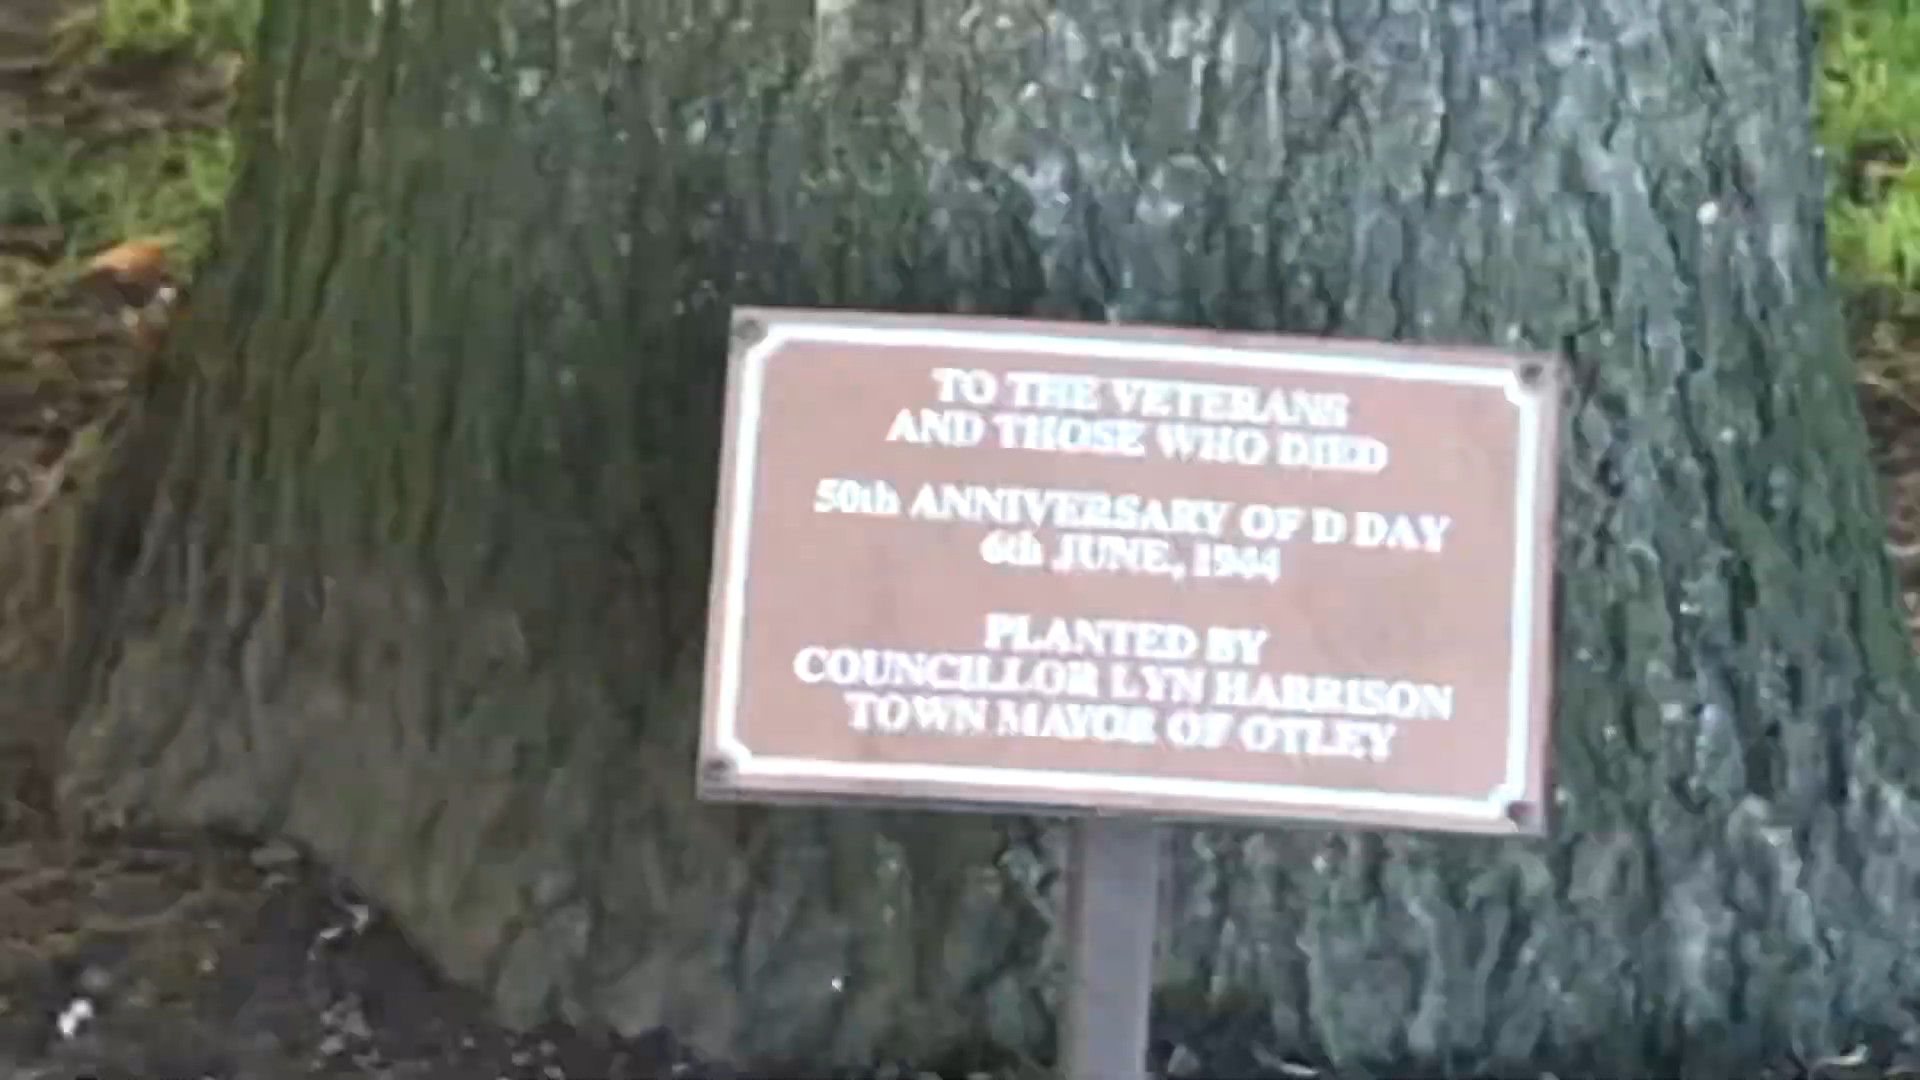 TO THE VETERANS
AND THOSE WHO DIED
50th ANNIVERSARY OF D DAY
6th JUNE, 1944
PLANTED BY
COUNCILLOR LYN HARRISON
TOWN MAYOR OF OTLEY